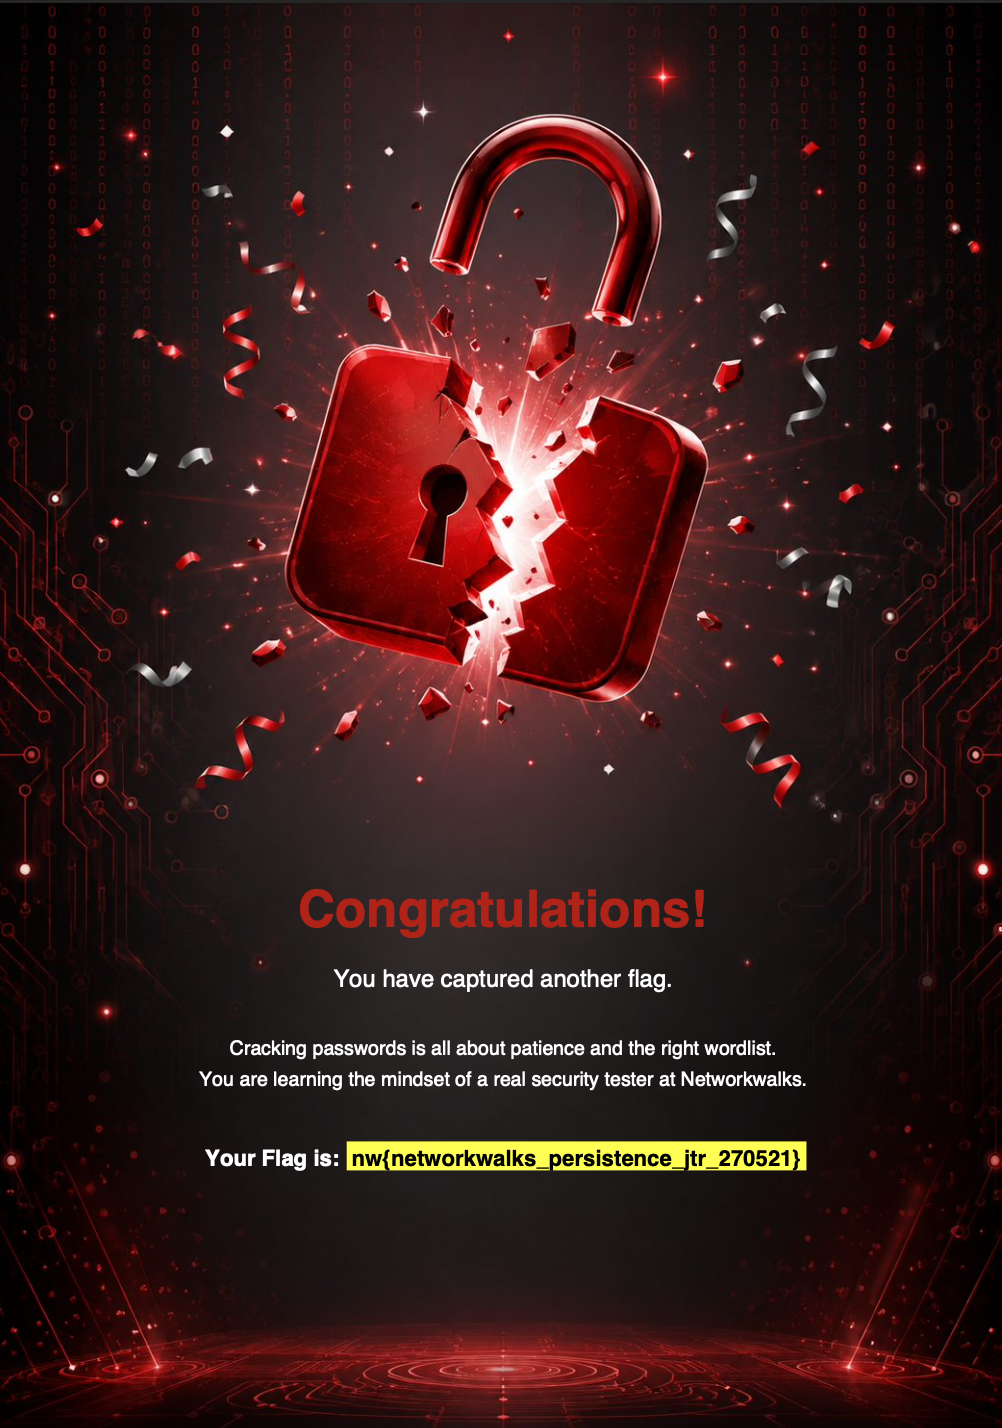 Congratulations!
You have captured another flag.
Cracking passwords is all about patience and the right wordlist.
You are learning the mindset of a real security tester at Networkwalks.
Your Flag is: nw{networkwalks_persistence_jtr_270521}